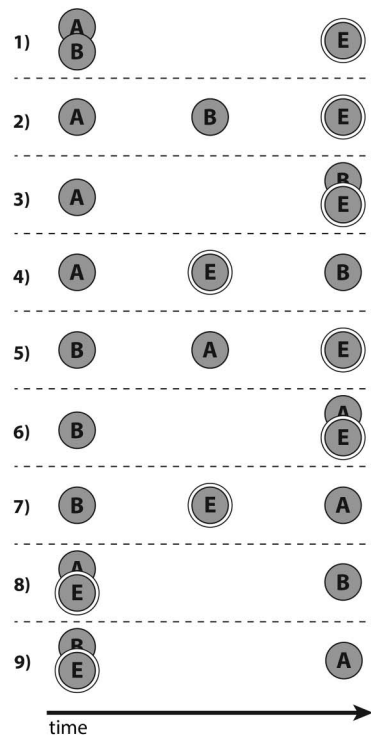 A
1) B E
2) A B E
B
3) A E
4) A E B
5) B A E
A
6) B E
7) B E A
A
8) E B
B
9) E A
time